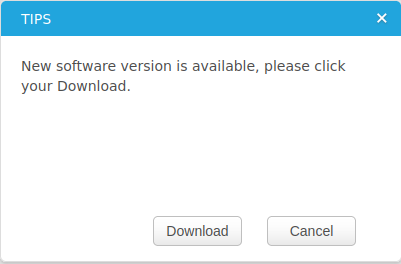 TIPS
New software version is available, please click
your Download.
Download Cancel